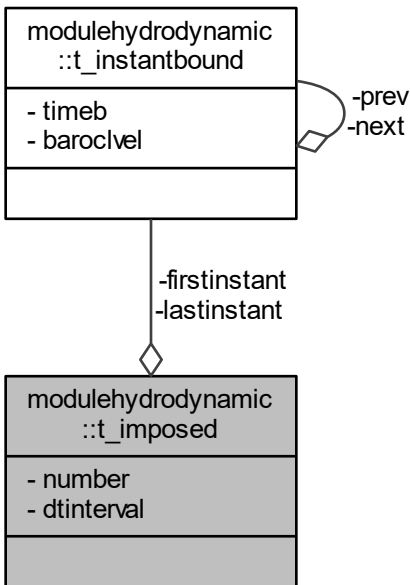 modulehydrodynamic
::t_instantbound
- timeb
- baroclvel
-prev
-next
-firstinstant
-lastinstant
modulehydrodynamic
::t_imposed
- number
- dtinterval